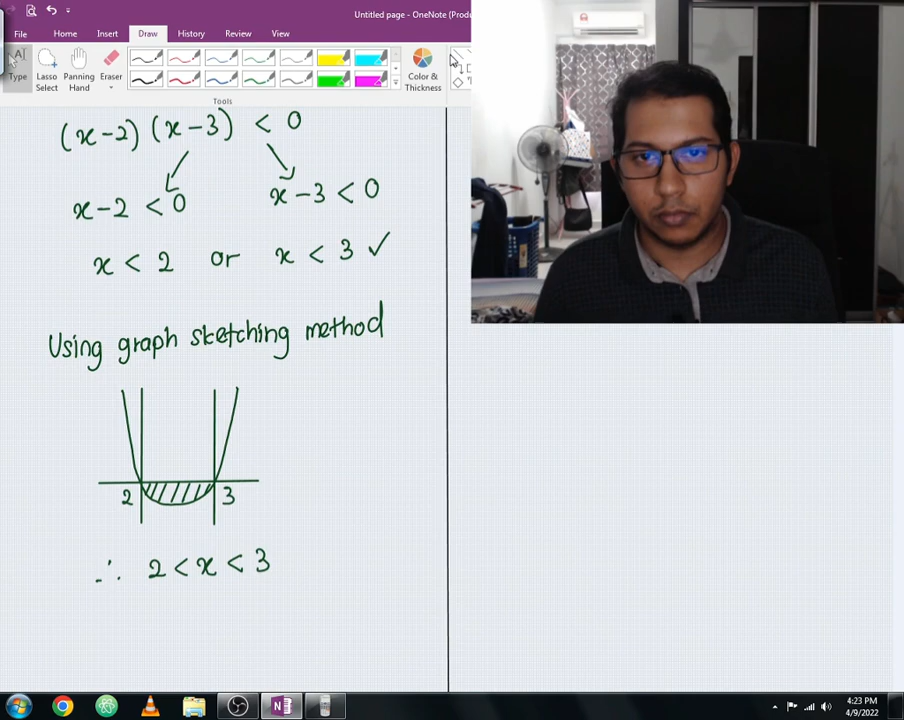 Untitled page - OneNote (Produ
File Home Insert Draw History Review View
Type Lasso Select Panning Hand Eraser Color & Thickness
Tools
(x-2) (x-3) < 0
x-2 < 0 x-3 < 0
x < 2 or x < 3 ✓
Using graph sketching method
2 3
∴ 2 < x < 3
4:23 PM
4/9/2022